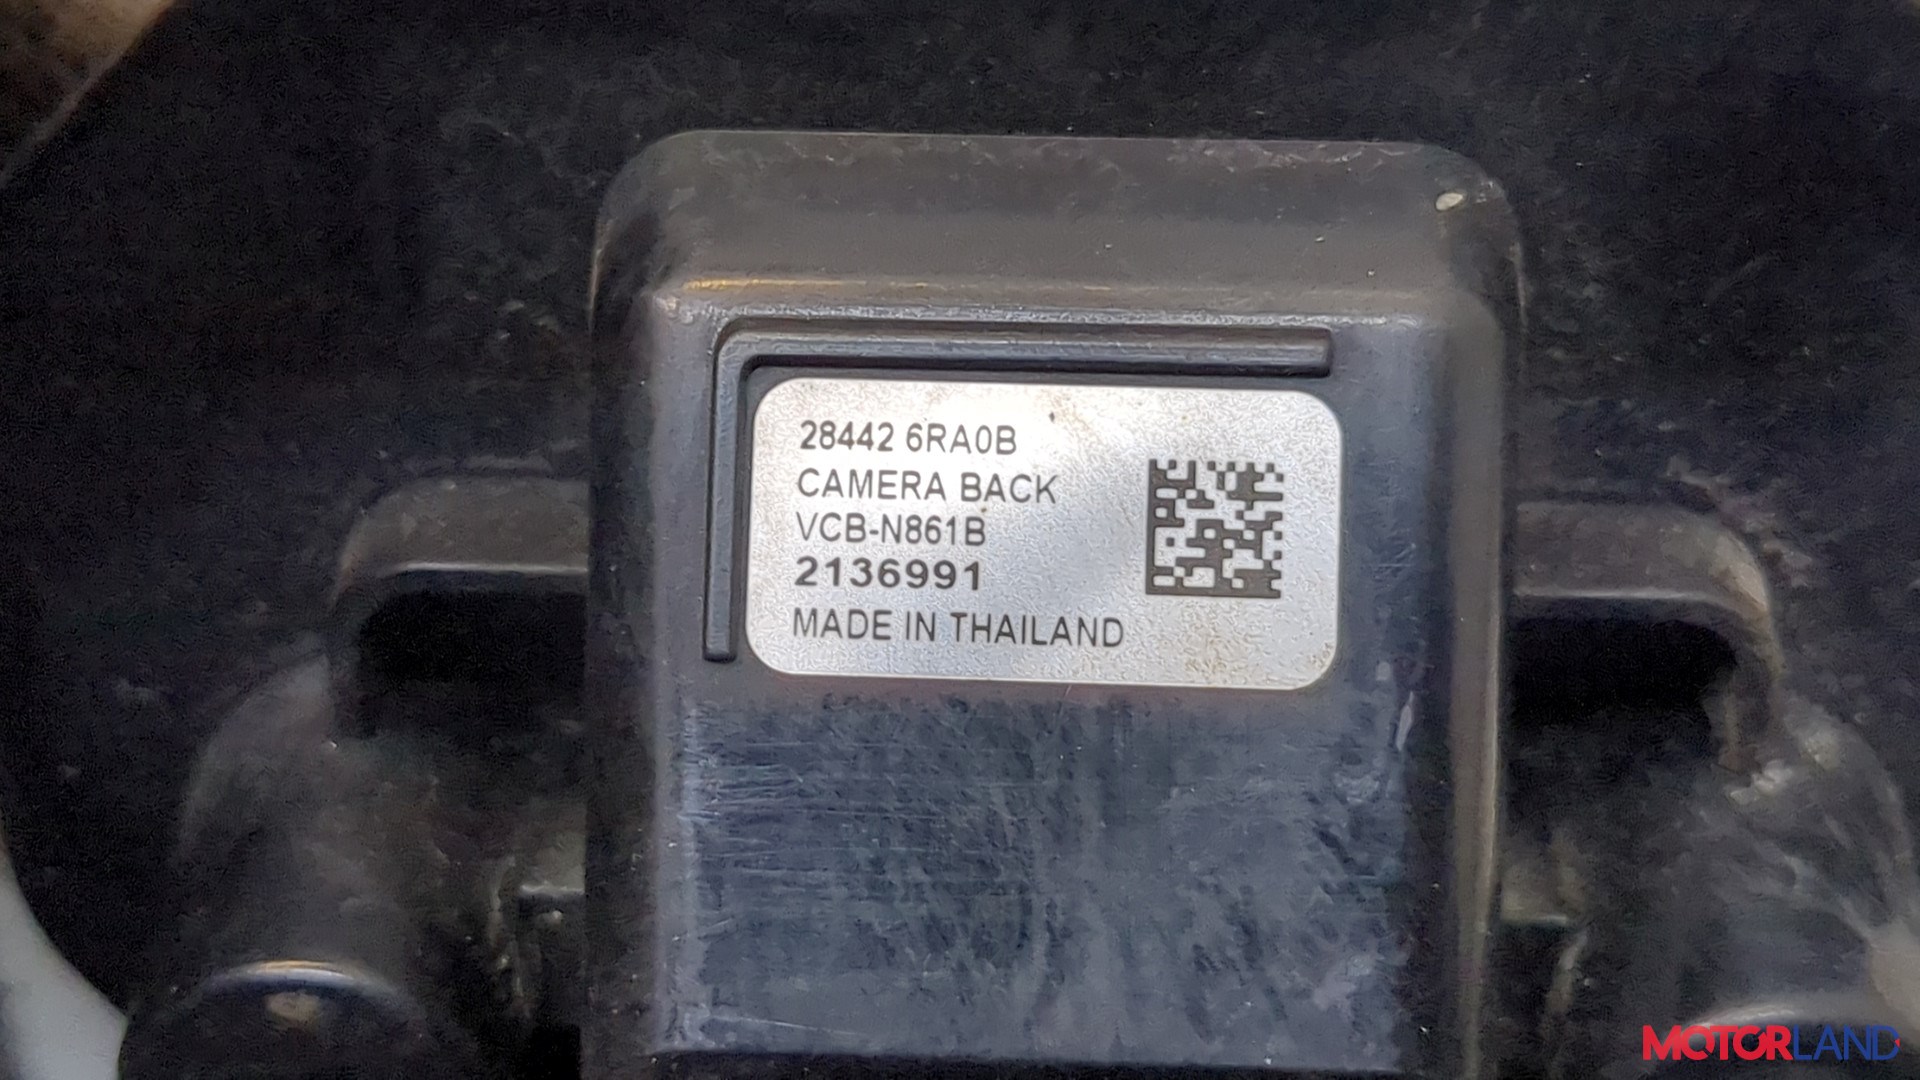 28442 6RA0B
CAMERA BACK
VCB-N861B
2136991
MADE IN THAILAND
MOTORLAND